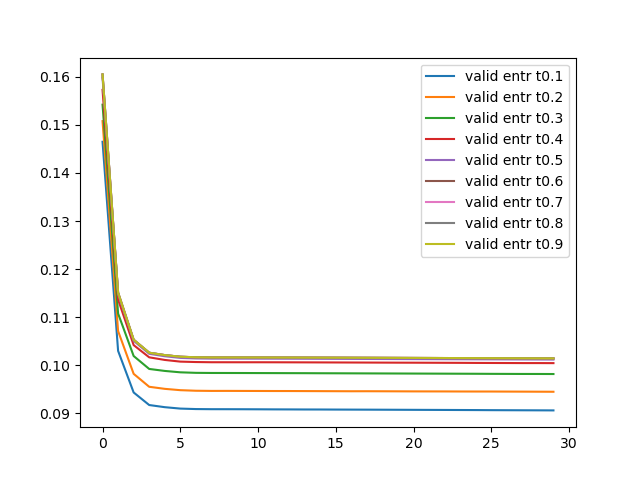 0.16
0.15
0.14
0.13
0.12
0.11
0.10
0.09
0
5
10
15
20
25
30
valid entr t0.1
valid entr t0.2
valid entr t0.3
valid entr t0.4
valid entr t0.5
valid entr t0.6
valid entr t0.7
valid entr t0.8
valid entr t0.9